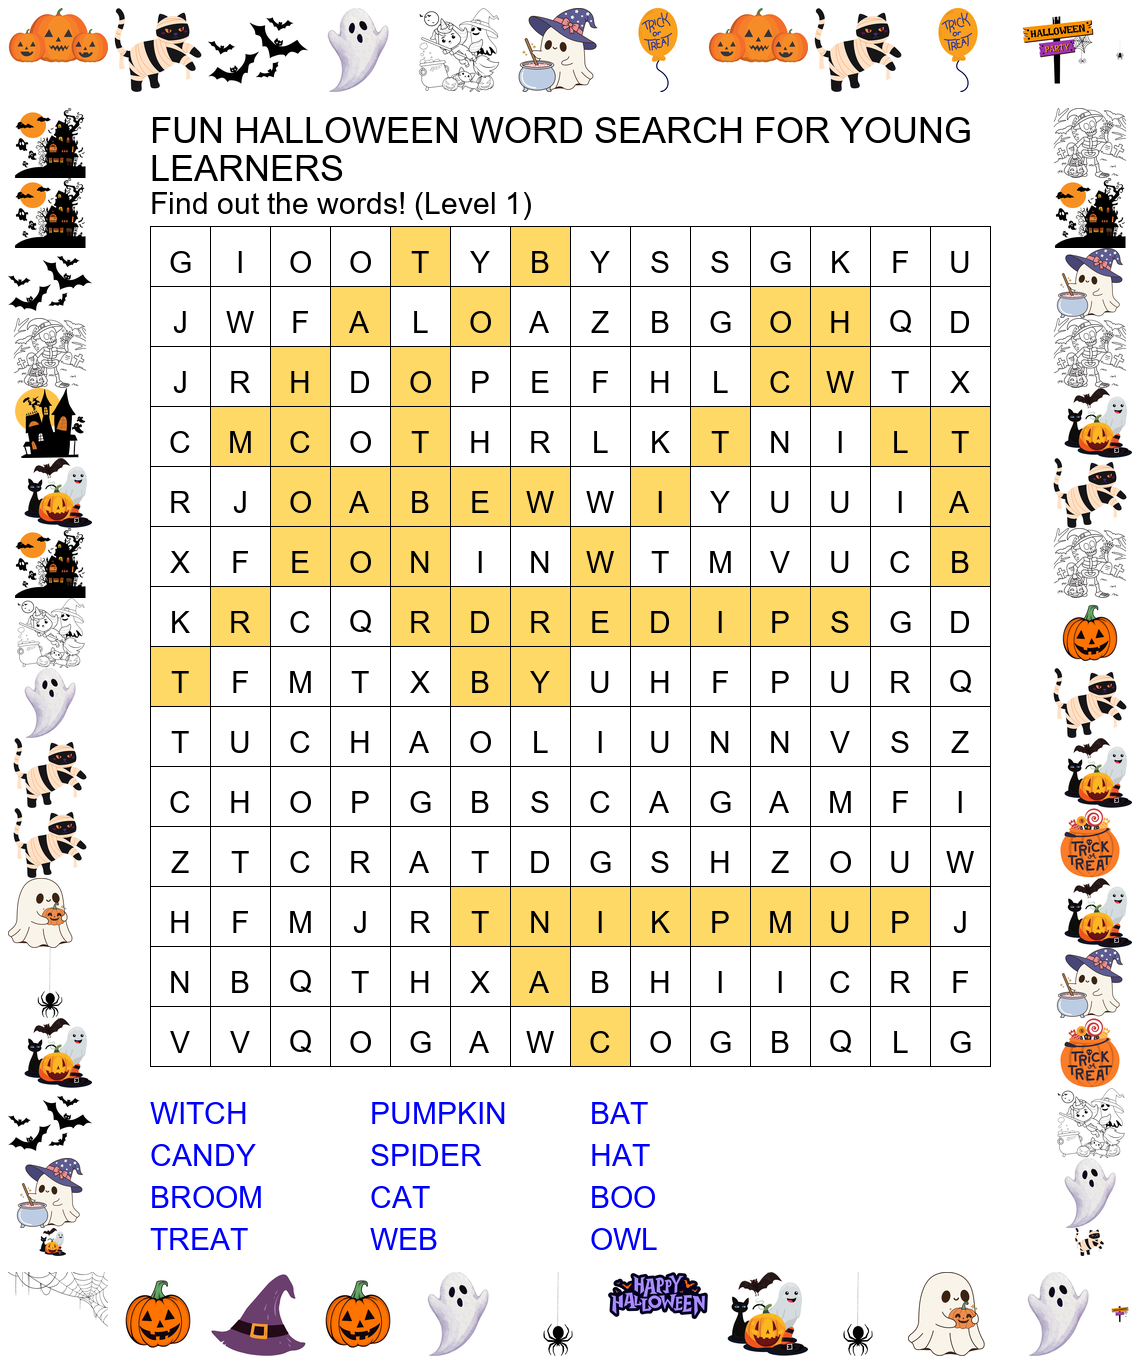 TRICK
or
TREAT
TRICK
or
TREAT
HALLOWEEN
PARTY
FUN HALLOWEEN WORD SEARCH FOR YOUNG
LEARNERS
Find out the words! (Level 1)
G I O O T Y B Y S S G K F U
J W F A L O A Z B G O H Q D
J R H D O P E F H L C W T X
C M C O T H R L K T N I L T
R J O A B E W W I Y U U I A
X F E O N I N W T M V U C B
K R C Q R D R E D I P S G D
T F M T X B Y U H F P U R Q
T U C H A O L I U N N V S Z
C H O P G B S C A G A M F I
Z T C R A T D G S H Z O U W
H F M J R T N I K P M U P J
N B Q T H X A B H I I C R F
V V Q O G A W C O G B Q L G
TRICK
or
TREAT
TRICK
or
TREAT
WITCH PUMPKIN BAT
CANDY SPIDER HAT
BROOM CAT BOO
TREAT WEB OWL
HAPPY
HALLOWEEN